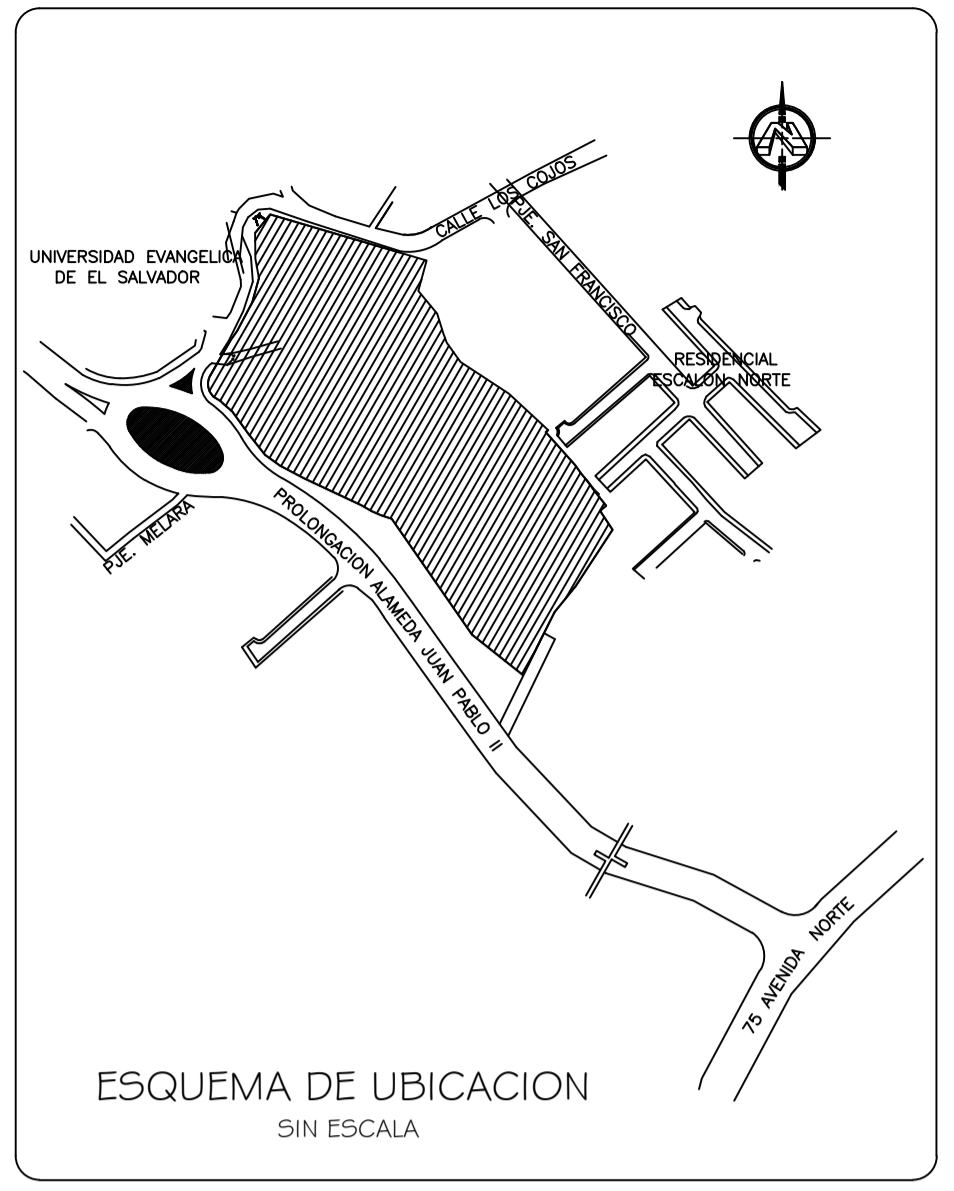 N
CALLE LOS COJOS
PJE. SAN FRANCISCO
UNIVERSIDAD EVANGELICA
DE EL SALVADOR
RESIDENCIAL
ESCALON NORTE
PROLONGACION ALAMEDA JUAN PABLO II
PJE. MELARA
75 AVENIDA NORTE
ESQUEMA DE UBICACION
SIN ESCALA